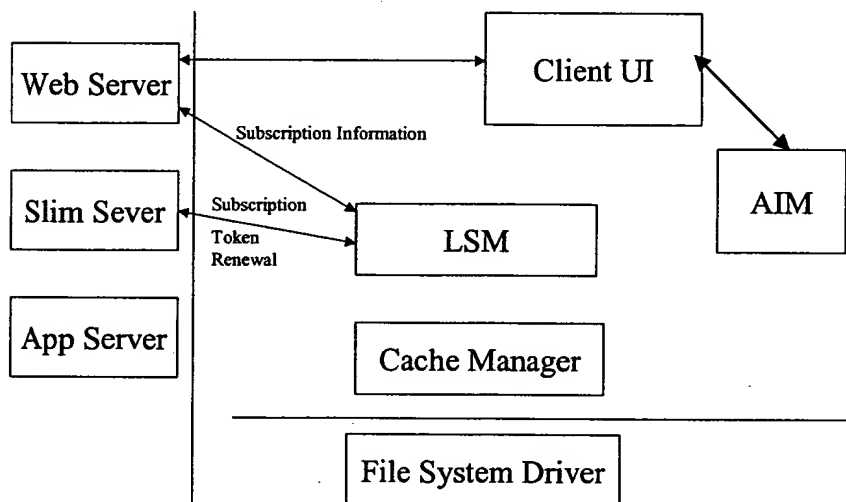 Web Server
Client UI
Subscription Information
AIM
Slim Sever
Subscription
Token
Renewal
LSM
App Server
Cache Manager
File System Driver